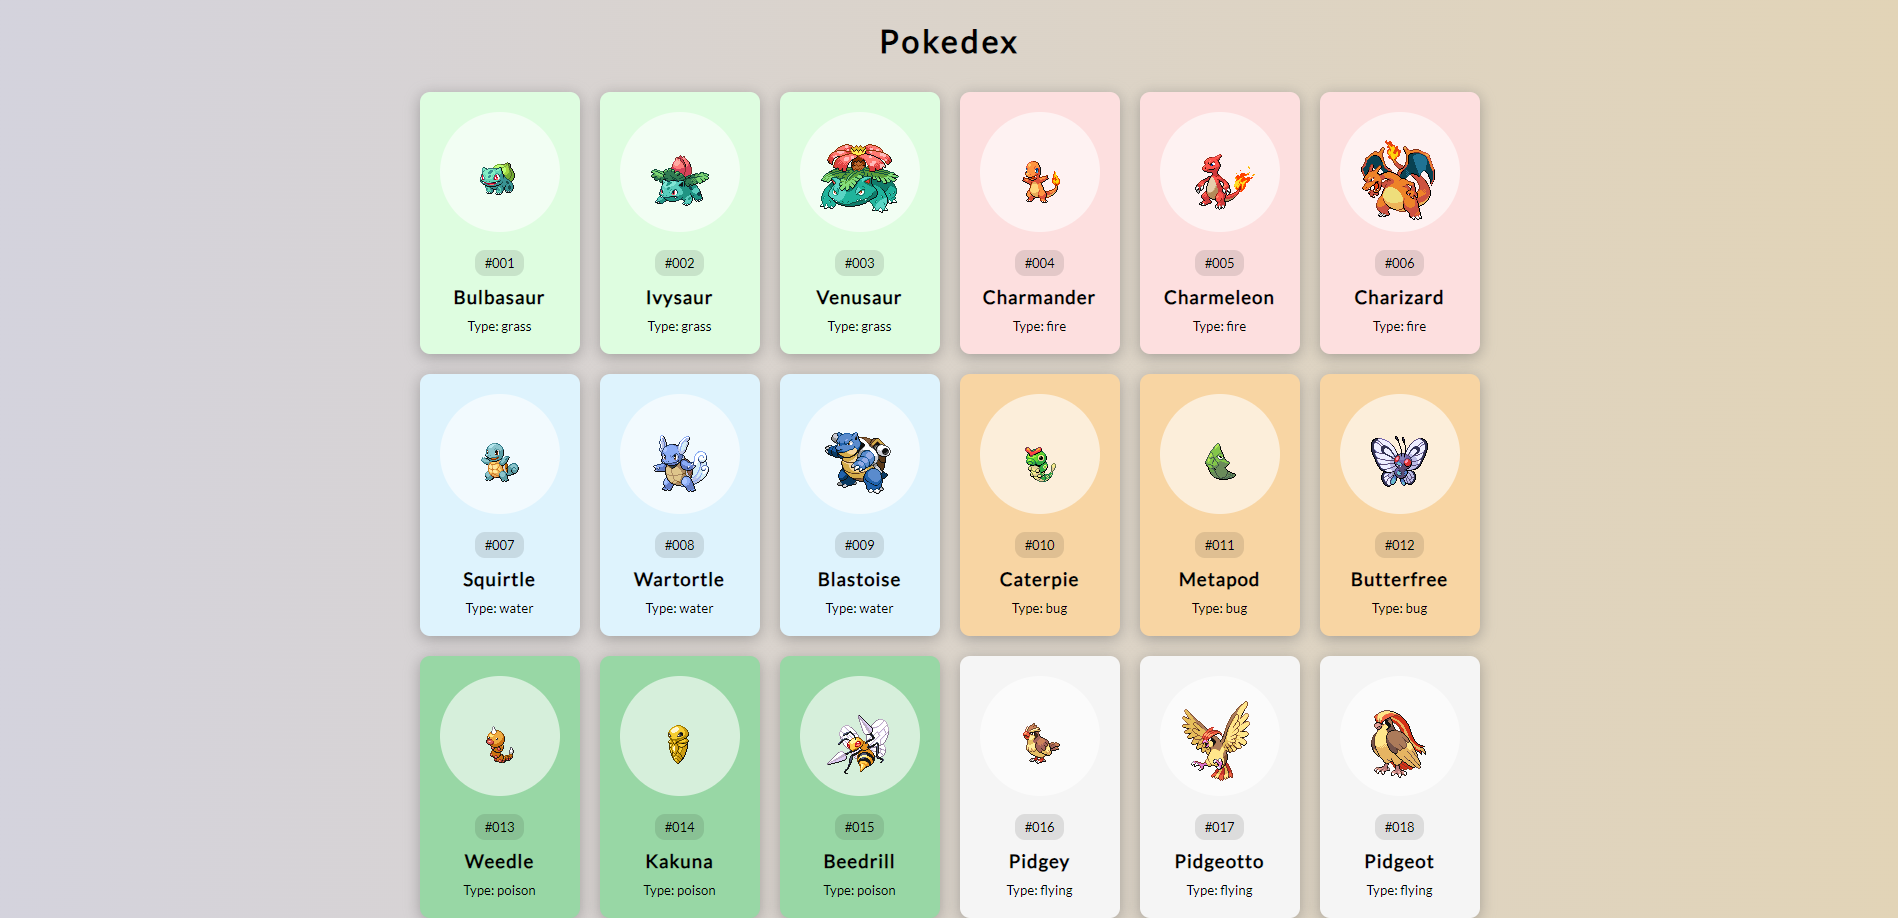 Pokedex
#001
Bulbasaur
Type: grass
#002
Ivysaur
Type: grass
#003
Venusaur
Type: grass
#004
Charmander
Type: fire
#005
Charmeleon
Type: fire
#006
Charizard
Type: fire
#007
Squirtle
Type: water
#008
Wartortle
Type: water
#009
Blastoise
Type: water
#010
Caterpie
Type: bug
#011
Metapod
Type: bug
#012
Butterfree
Type: bug
#013
Weedle
Type: poison
#014
Kakuna
Type: poison
#015
Beedrill
Type: poison
#016
Pidgey
Type: flying
#017
Pidgeotto
Type: flying
#018
Pidgeot
Type: flying